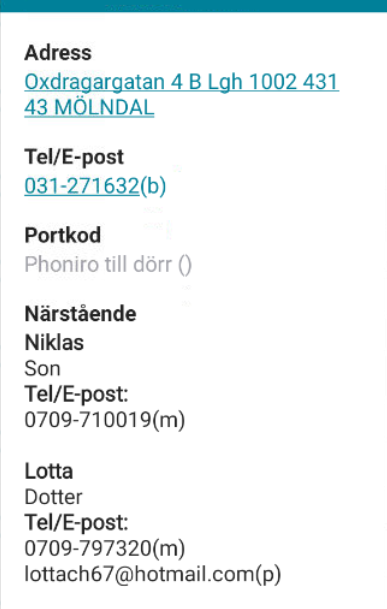 Adress
Oxdragargatan 4 B Lgh 1002 431
43 MÖLNDAL
Tel/E-post
031-271632(b)
Portkod
Phoniro till dörr ()
Närstående
Niklas
Son
Tel/E-post:
0709-710019(m)
Lotta
Dotter
Tel/E-post:
0709-797320(m)
lottach67@hotmail.com(p)